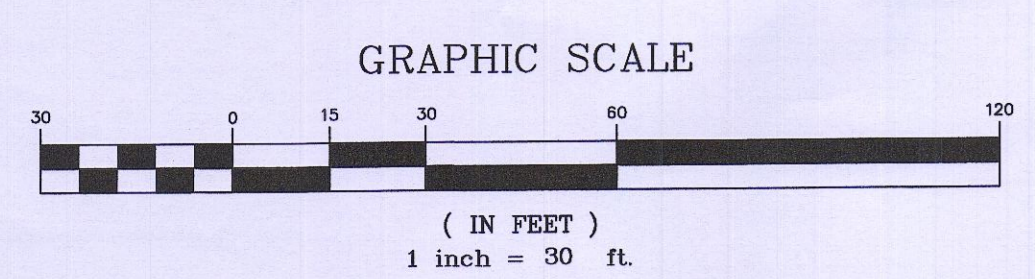 GRAPHIC SCALE
30 0 15 30 60 120
( IN FEET )
1 inch = 30 ft.